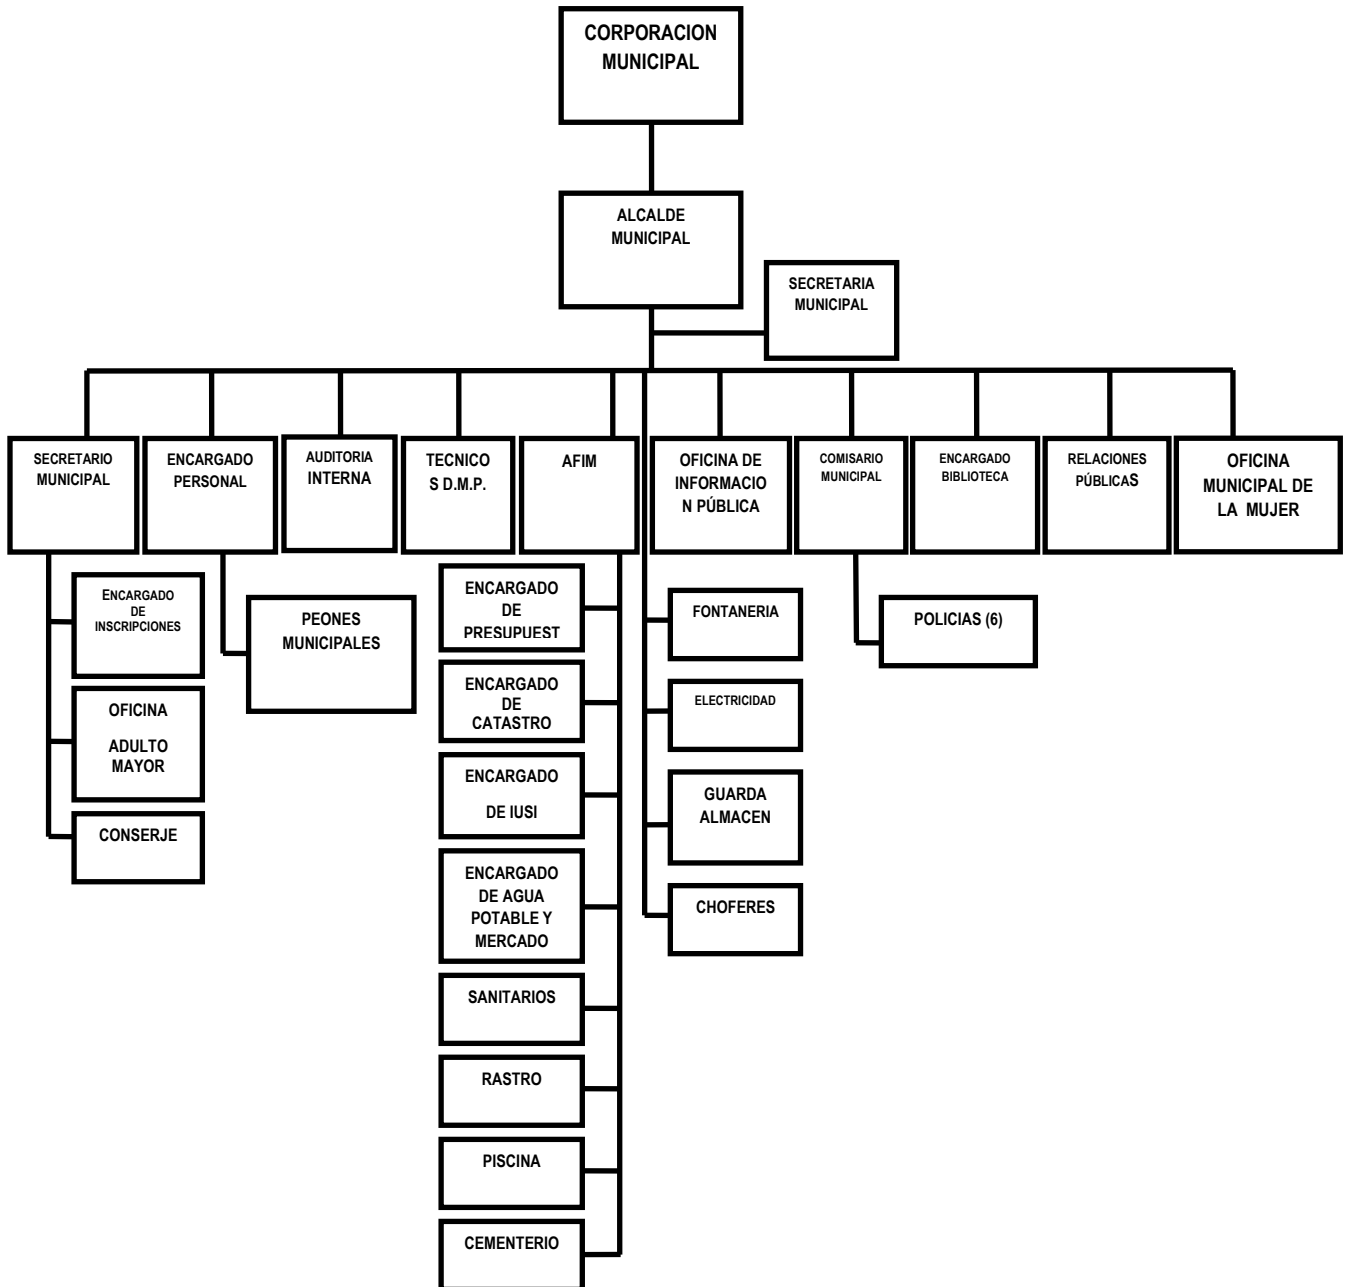 CORPORACION
MUNICIPAL
ALCALDE
MUNICIPAL
SECRETARIA
MUNICIPAL
SECRETARIO
MUNICIPAL
ENCARGADO
PERSONAL
AUDITORIA
INTERNA
TECNICO
S D.M.P.
AFIM
OFICINA DE
INFORMACIO
N PÚBLICA
COMISARIO
MUNICIPAL
ENCARGADO
BIBLIOTECA
RELACIONES
PÚBLICAS
OFICINA
MUNICIPAL DE
LA MUJER
ENCARGADO
DE
INSCRIPCIONES
OFICINA
ADULTO
MAYOR
CONSERJE
PEONES
MUNICIPALES
ENCARGADO
DE
PRESUPUEST
ENCARGADO
DE
CATASTRO
ENCARGADO
DE IUSI
ENCARGADO
DE AGUA
POTABLE Y
MERCADO
SANITARIOS
RASTRO
PISCINA
CEMENTERIO
FONTANERIA
ELECTRICIDAD
GUARDA
ALMACEN
CHOFERES
POLICIAS (6)